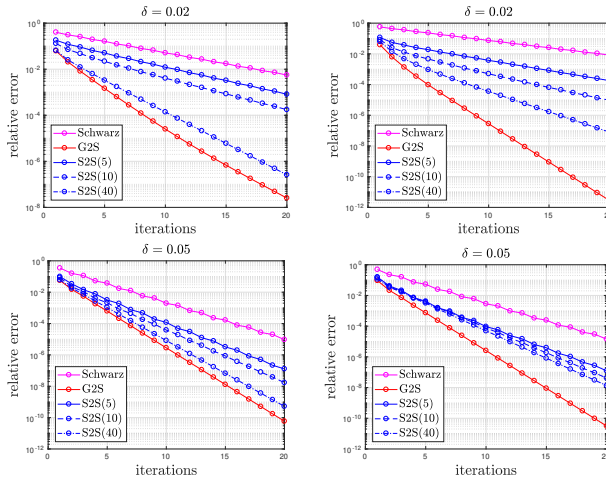 δ = 0.02
10^0
10^-2
10^-4
10^-6
10^-8
relative error
Schwarz
G2S
S2S(5)
S2S(10)
S2S(40)
0 5 10 15 20
iterations
δ = 0.02
10^0
10^-2
10^-4
10^-6
10^-8
10^-10
10^-12
relative error
Schwarz
G2S
S2S(5)
S2S(10)
S2S(40)
0 5 10 15 20
iterations
δ = 0.05
10^0
10^-2
10^-4
10^-6
10^-8
10^-10
10^-12
relative error
Schwarz
G2S
S2S(5)
S2S(10)
S2S(40)
0 5 10 15 20
iterations
δ = 0.05
10^0
10^-2
10^-4
10^-6
10^-8
10^-10
10^-12
relative error
Schwarz
G2S
S2S(5)
S2S(10)
S2S(40)
0 5 10 15 20
iterations